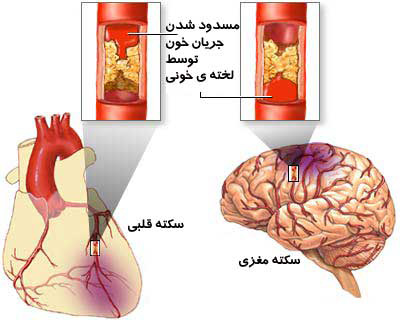 مسدود شدن
جریان خون
توسط
لخته ی خونی
سکته قلبی
سکته مغزی